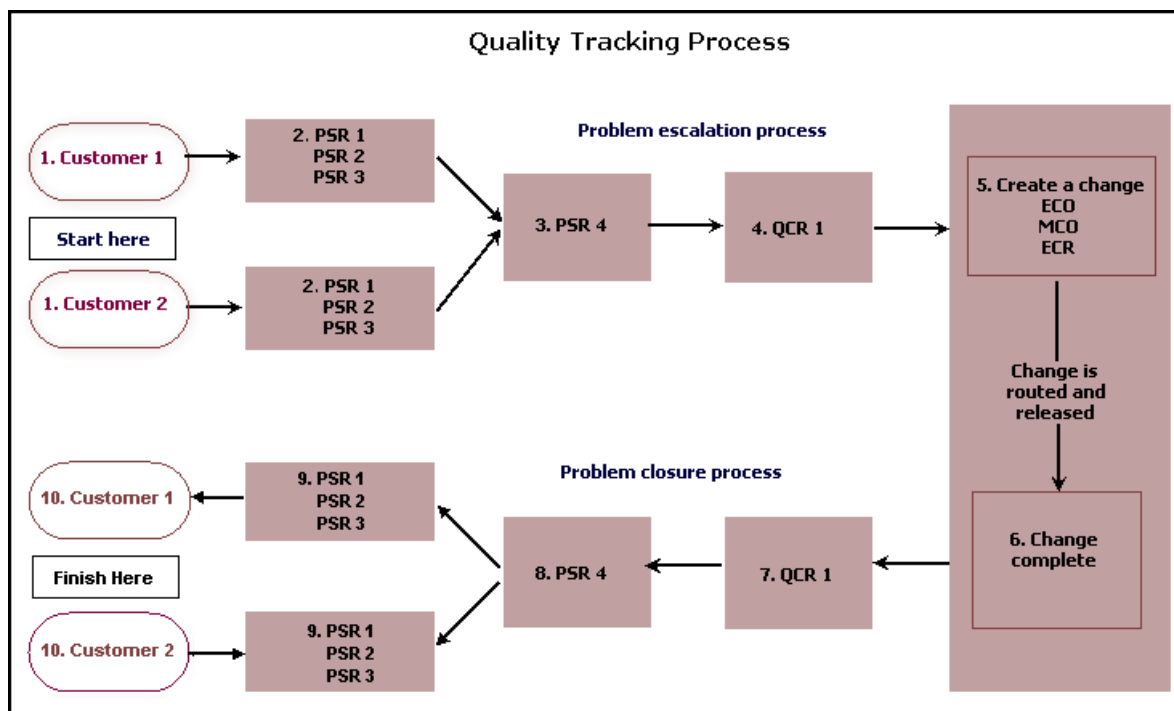 Quality Tracking Process
Problem escalation process
1. Customer 1
2. PSR 1
PSR 2
PSR 3
Start here
1. Customer 2
2. PSR 1
PSR 2
PSR 3
3. PSR 4
4. QCR 1
5. Create a change
ECO
MCO
ECR
Change is
routed and
released
6. Change
complete
Problem closure process
7. QCR 1
8. PSR 4
9. PSR 1
PSR 2
PSR 3
10. Customer 1
Finish Here
9. PSR 1
PSR 2
PSR 3
10. Customer 2